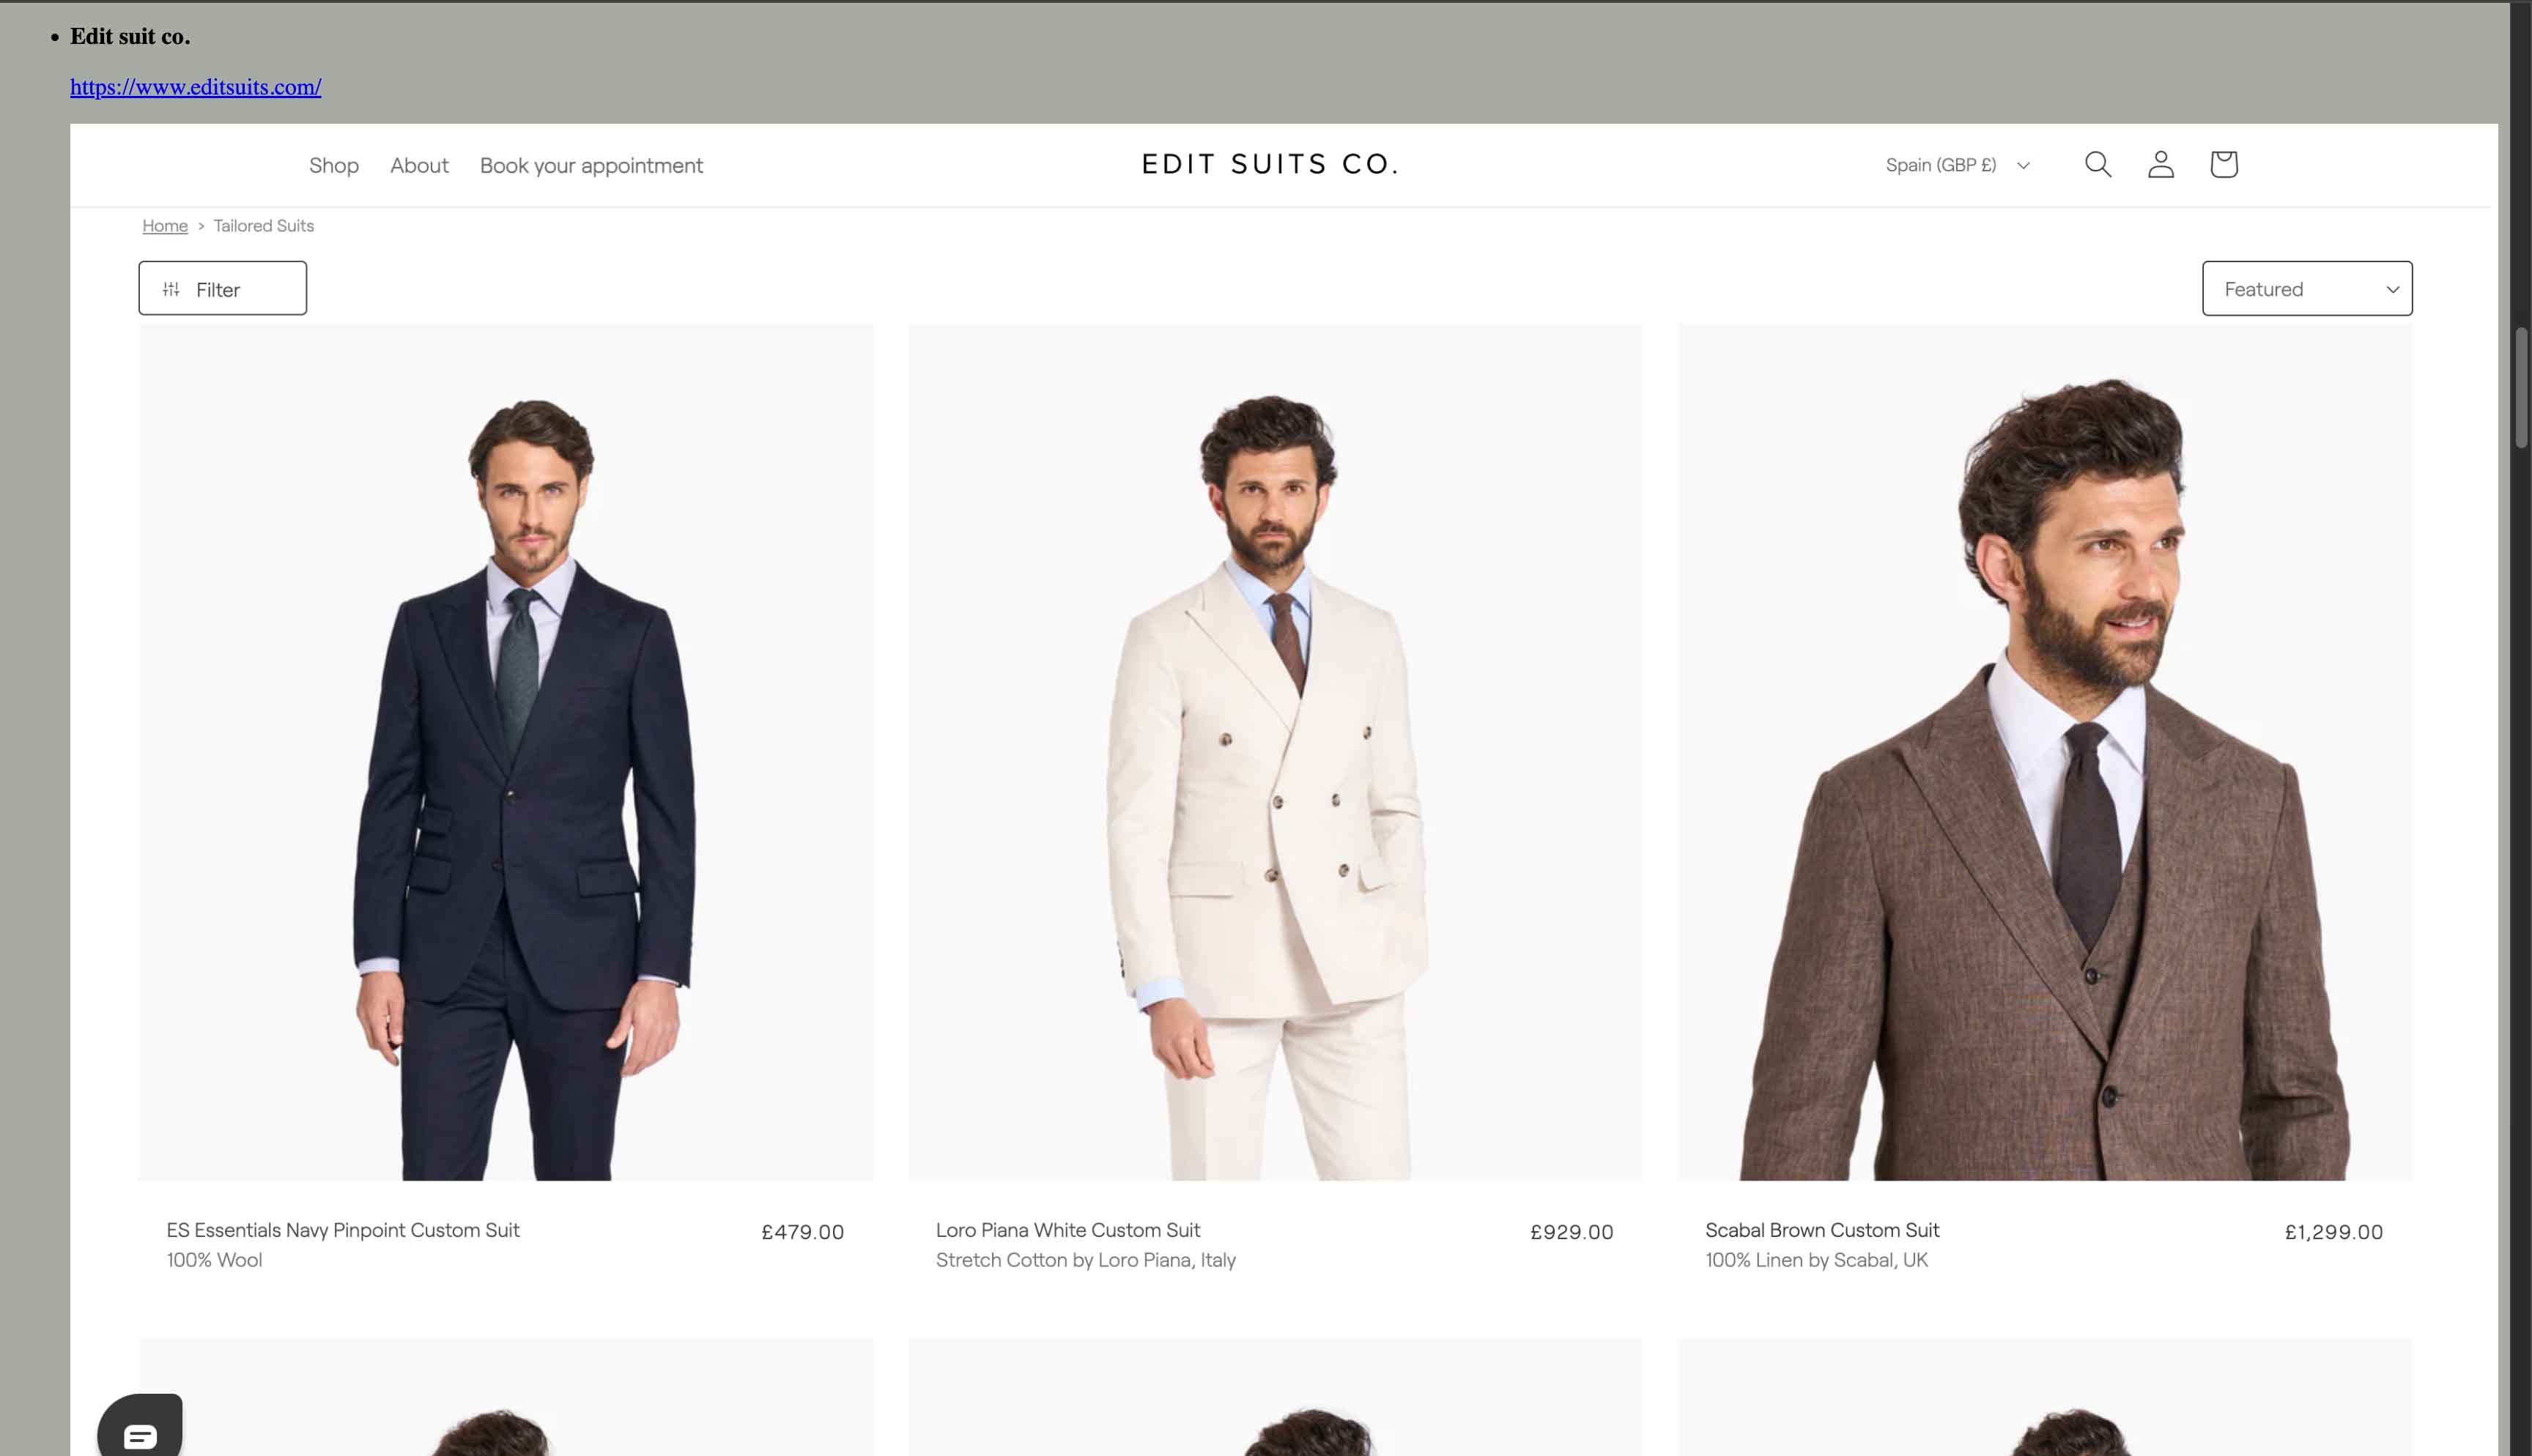 Edit suit co.
https://www.editsuits.com/
Shop About Book your appointment EDIT SUITS CO. Spain (GBP £)
Home > Tailored Suits
Filter Featured
ES Essentials Navy Pinpoint Custom Suit £479.00
100% Wool
Loro Piana White Custom Suit £929.00
Stretch Cotton by Loro Piana, Italy
Scabal Brown Custom Suit £1,299.00
100% Linen by Scabal, UK